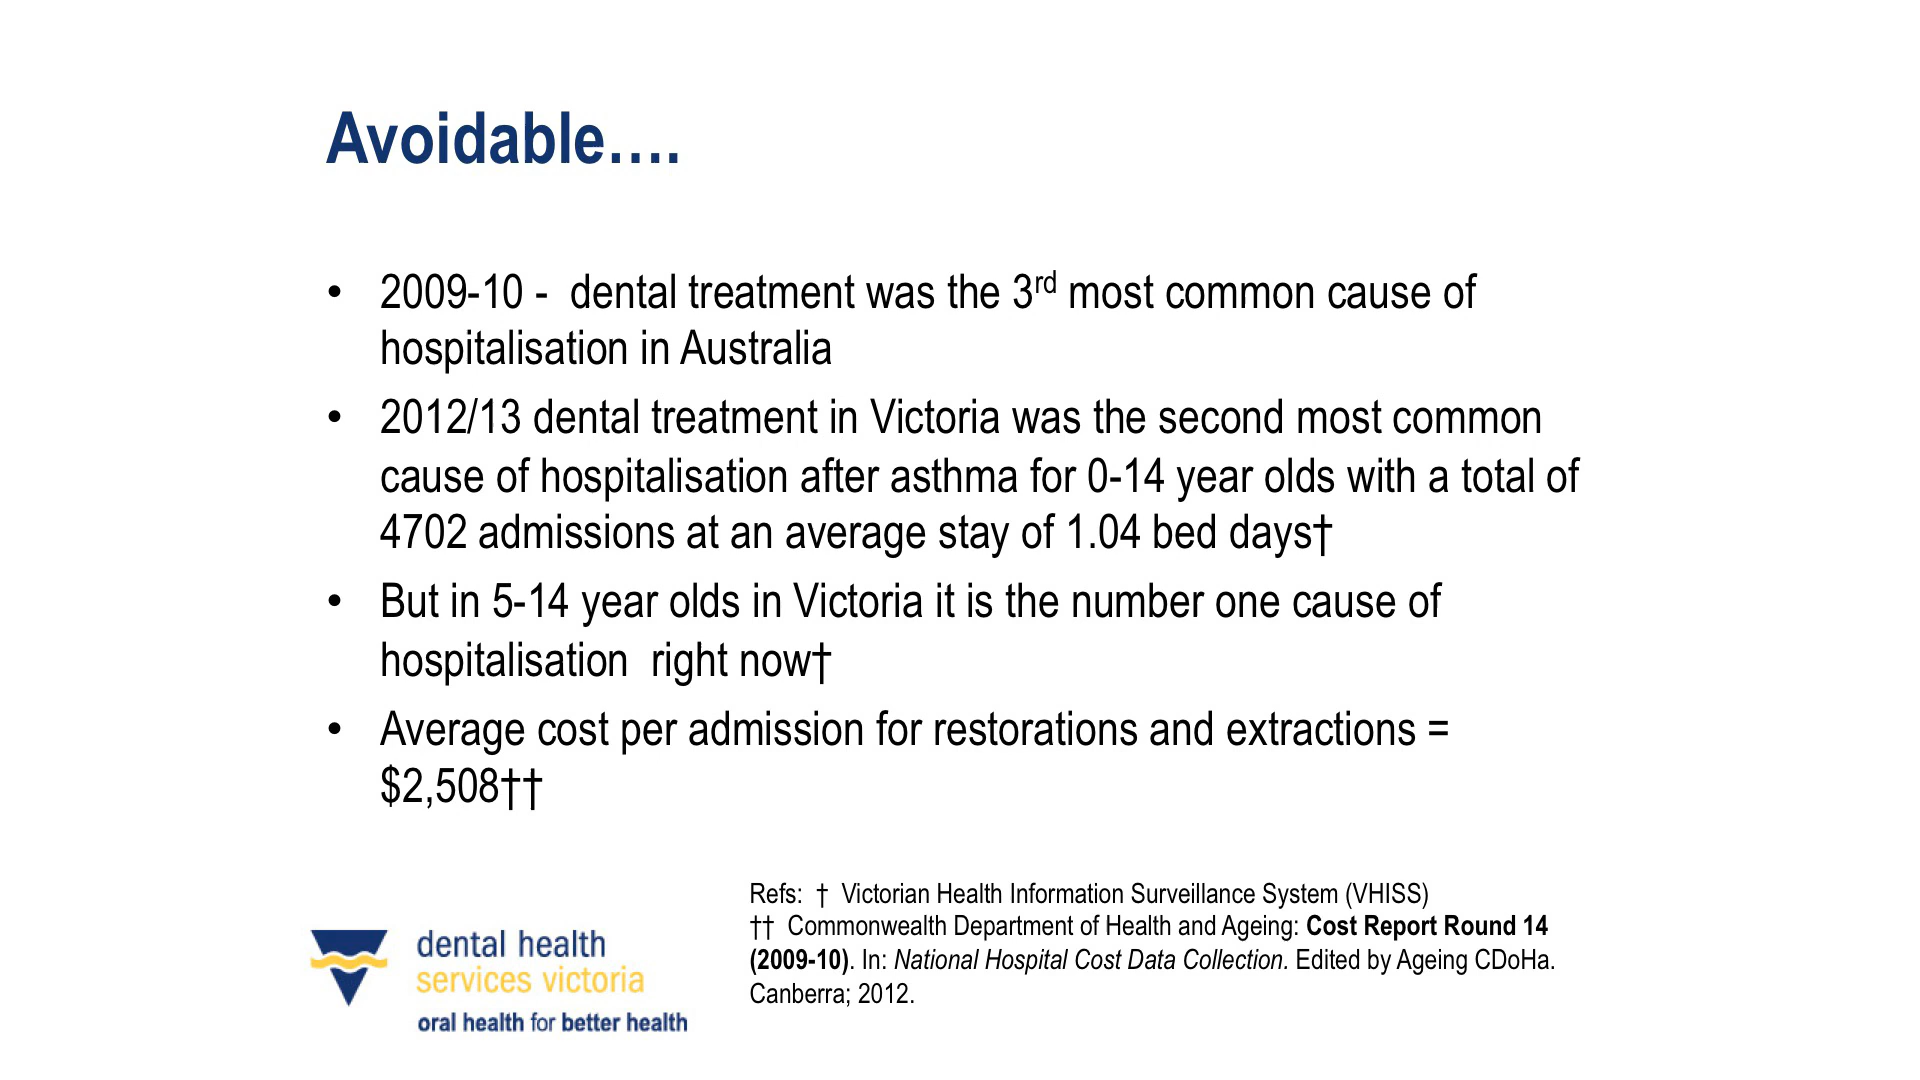 Avoidable….
• 2009-10 -  dental treatment was the 3rd most common cause of
hospitalisation in Australia
• 2012/13 dental treatment in Victoria was the second most common
cause of hospitalisation after asthma for 0-14 year olds with a total of
4702 admissions at an average stay of 1.04 bed days†
• But in 5-14 year olds in Victoria it is the number one cause of
hospitalisation  right now†
• Average cost per admission for restorations and extractions =
$2,508††
Refs:  †  Victorian Health Information Surveillance System (VHISS)
††  Commonwealth Department of Health and Ageing: Cost Report Round 14
(2009-10). In: National Hospital Cost Data Collection. Edited by Ageing CDoHa.
Canberra; 2012.
dental health
services victoria
oral health for better health